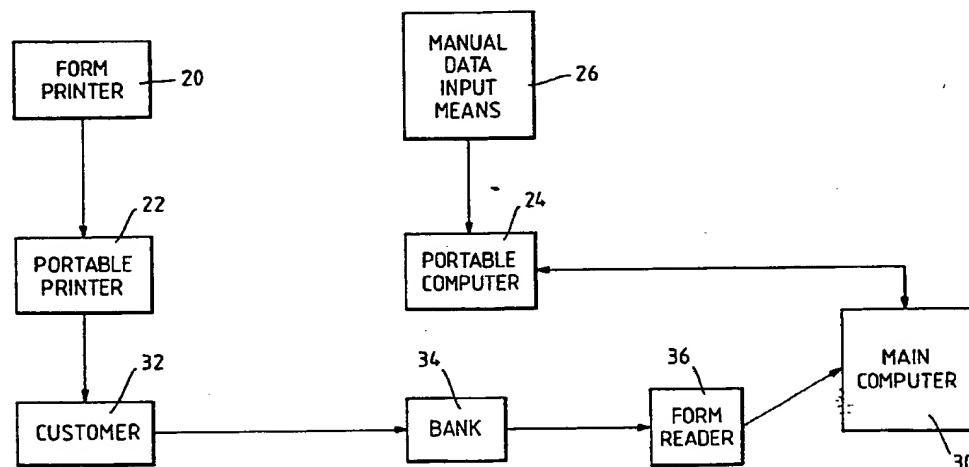 FORM
PRINTER
20
MANUAL
DATA
INPUT
MEANS
26
22
PORTABLE
PRINTER
24
PORTABLE
COMPUTER
32
CUSTOMER
34
BANK
36
FORM
READER
MAIN
COMPUTER
30